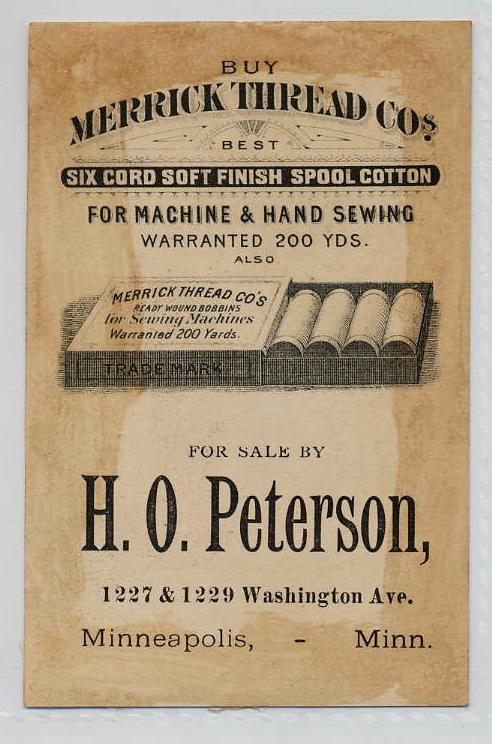 BUY
MERRICK THREAD CO'S
BEST
SIX CORD SOFT FINISH SPOOL COTTON
FOR MACHINE & HAND SEWING
WARRANTED 200 YDS.
ALSO
MERRICK THREAD CO'S
READY WOUND BOBBINS
for Sewing Machines
Warranted 200 Yards.
TRADE MARK
FOR SALE BY
H. O. Peterson,
1227 & 1229 Washington Ave.
Minneapolis, - Minn.